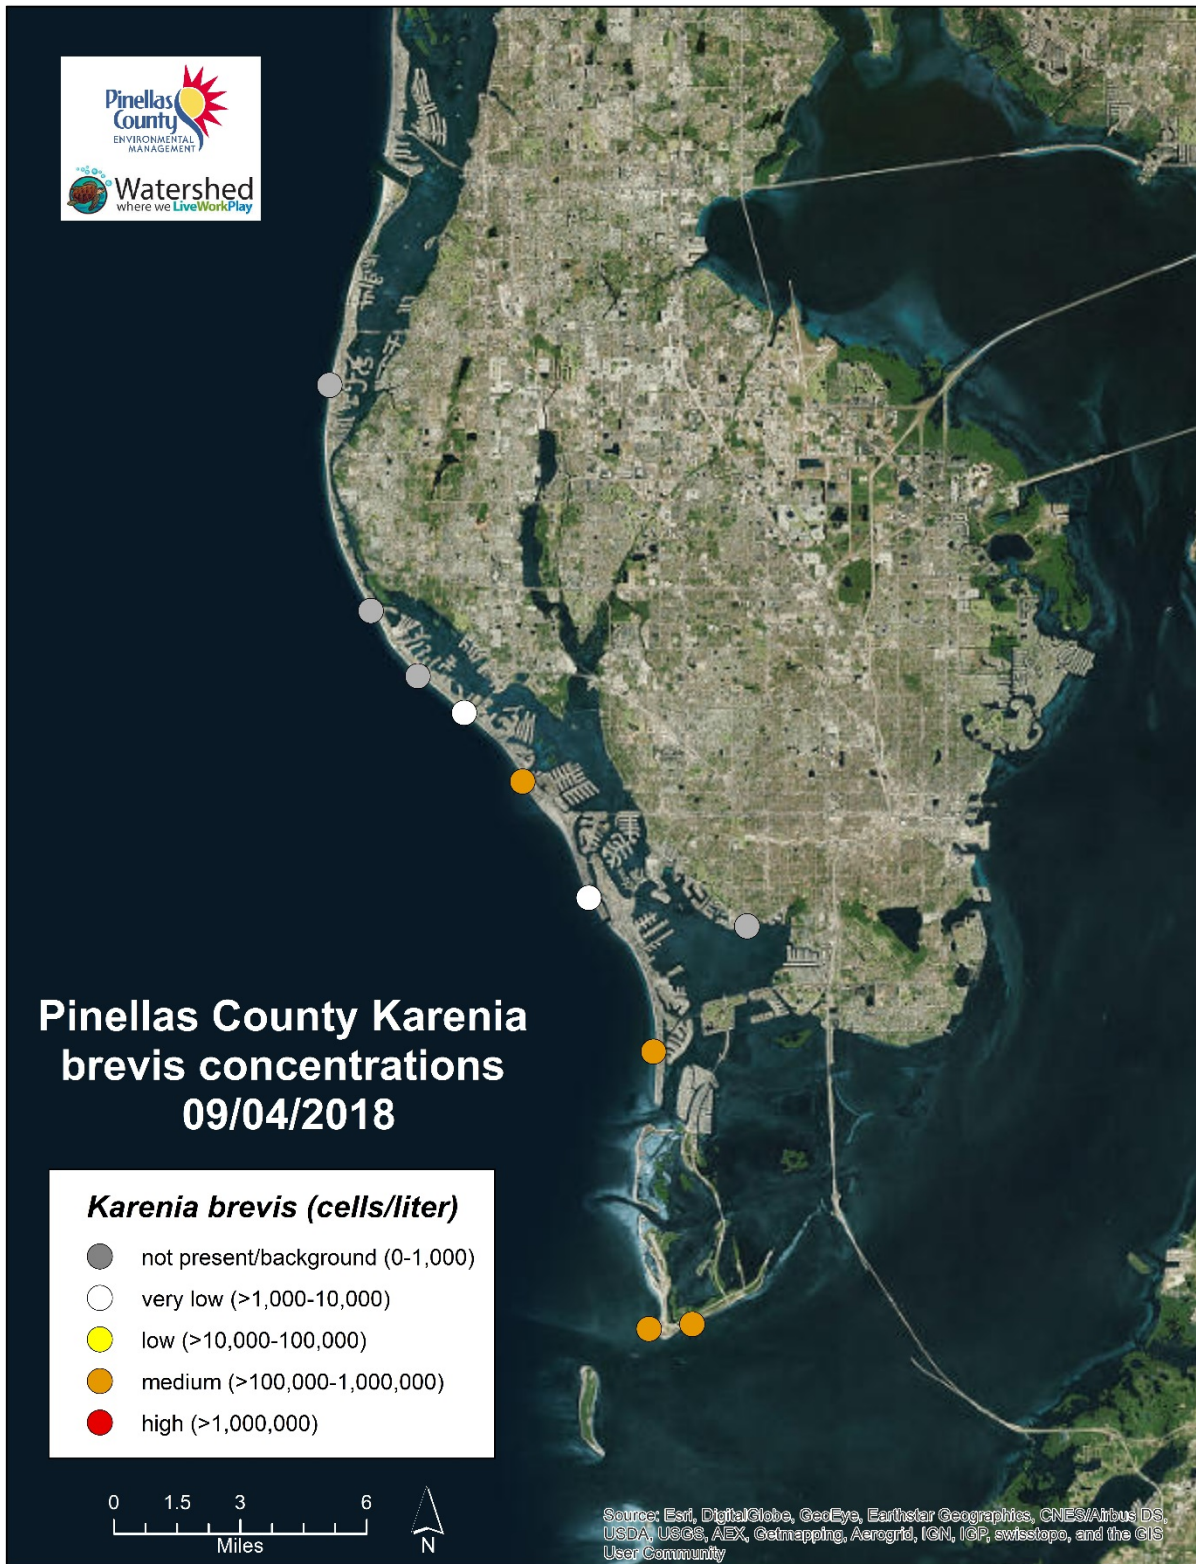 Pinellas
County
ENVIRONMENTAL
MANAGEMENT
Watershed
where we LiveWorkPlay
Pinellas County Karenia
brevis concentrations
09/04/2018
Karenia brevis (cells/liter)
not present/background (0-1,000)
very low (>1,000-10,000)
low (>10,000-100,000)
medium (>100,000-1,000,000)
high (>1,000,000)
0 1.5 3 6
Miles
N
Source: Esri, DigitalGlobe, GeoEye, Earthstar Geographics, CNES/Airbus DS,
USDA, USGS, AEX, Getmapping, Aerogrid, IGN, IGP, swisstopo, and the GIS
User Community